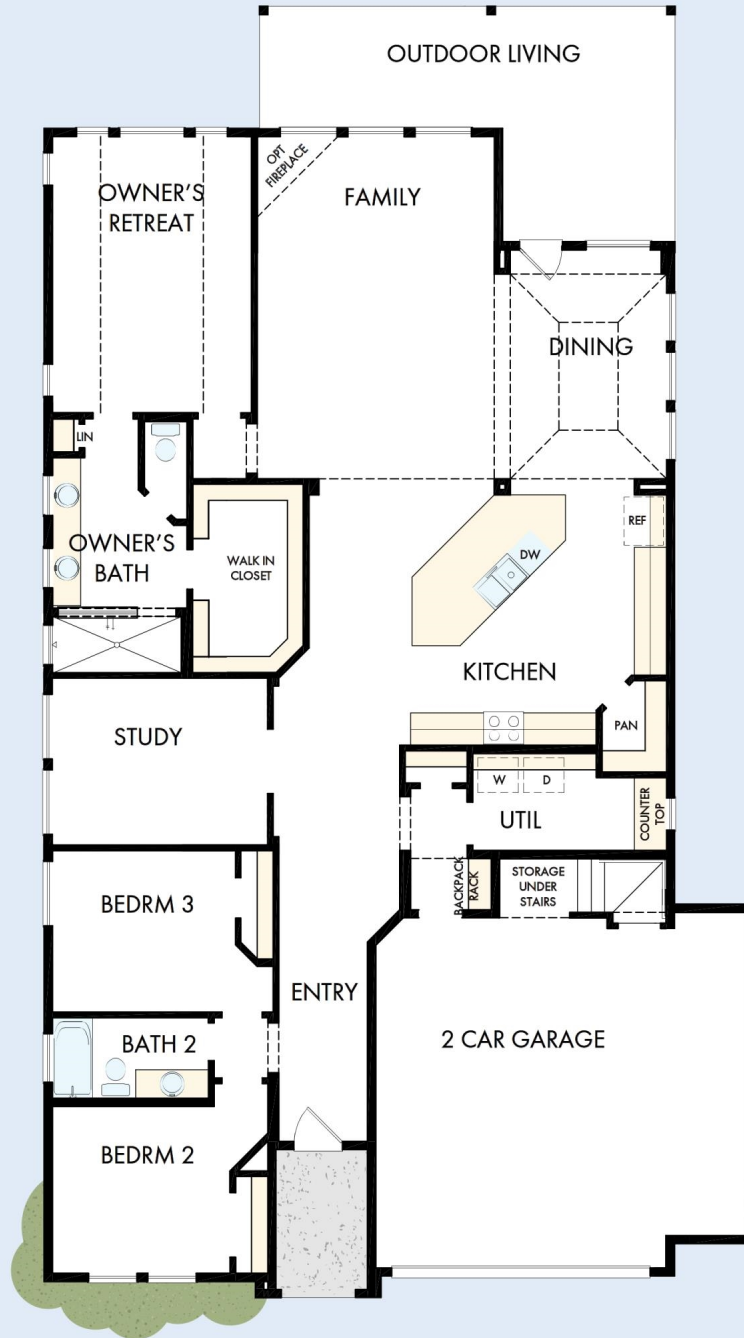 OUTDOOR LIVING
OPT
FIREPLACE
OWNER'S
RETREAT
FAMILY
DINING
LIN
OWNER'S
BATH
WALK IN
CLOSET
REF
DW
KITCHEN
STUDY
PAN
W
D
UTIL
COUNTER
TOP
BACKPACK
RACK
STORAGE
UNDER
STAIRS
BEDRM 3
ENTRY
BATH 2
2 CAR GARAGE
BEDRM 2